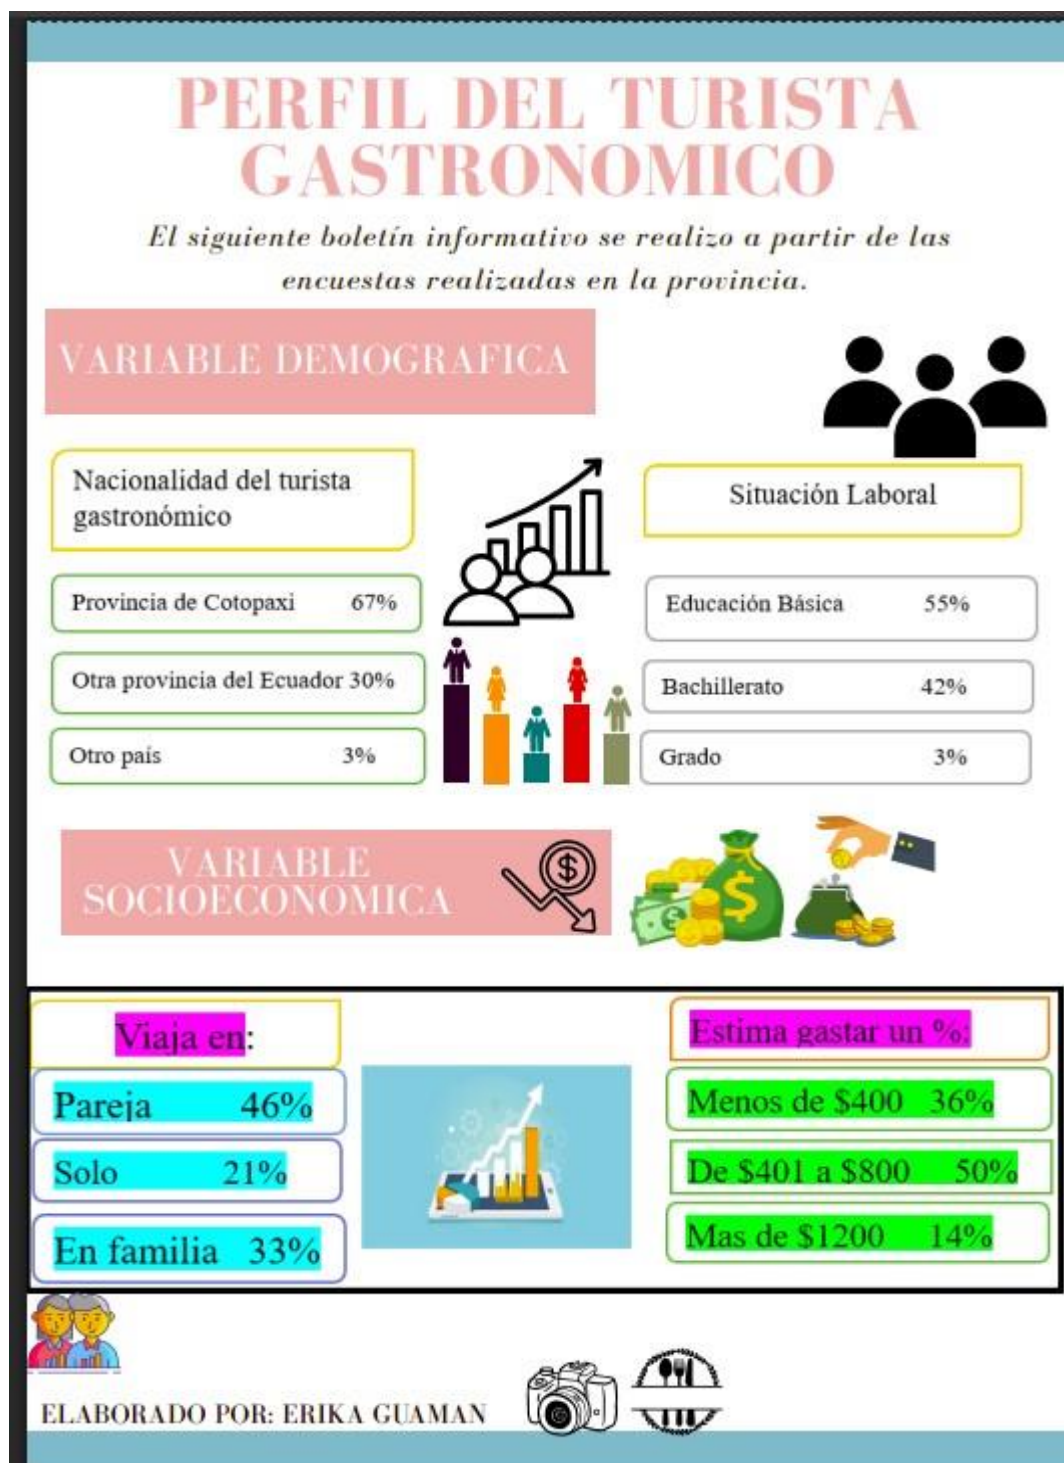 PERFIL DEL TURISTA
GASTRONOMICO
El siguiente boletín informativo se realizo a partir de las
encuestas realizadas en la provincia.
VARIABLE DEMOGRAFICA
Nacionalidad del turista
gastronómico
Provincia de Cotopaxi 67%
Otra provincia del Ecuador 30%
Otro país 3%
Situación Laboral
Educación Básica 55%
Bachillerato 42%
Grado 3%
VARIABLE
SOCIOECONOMICA
$
$
$
Viaja en:
Pareja 46%
Solo 21%
En familia 33%
Estima gastar un %:
Menos de $400 36%
De $401 a $800 50%
Mas de $1200 14%
ELABORADO POR: ERIKA GUAMAN